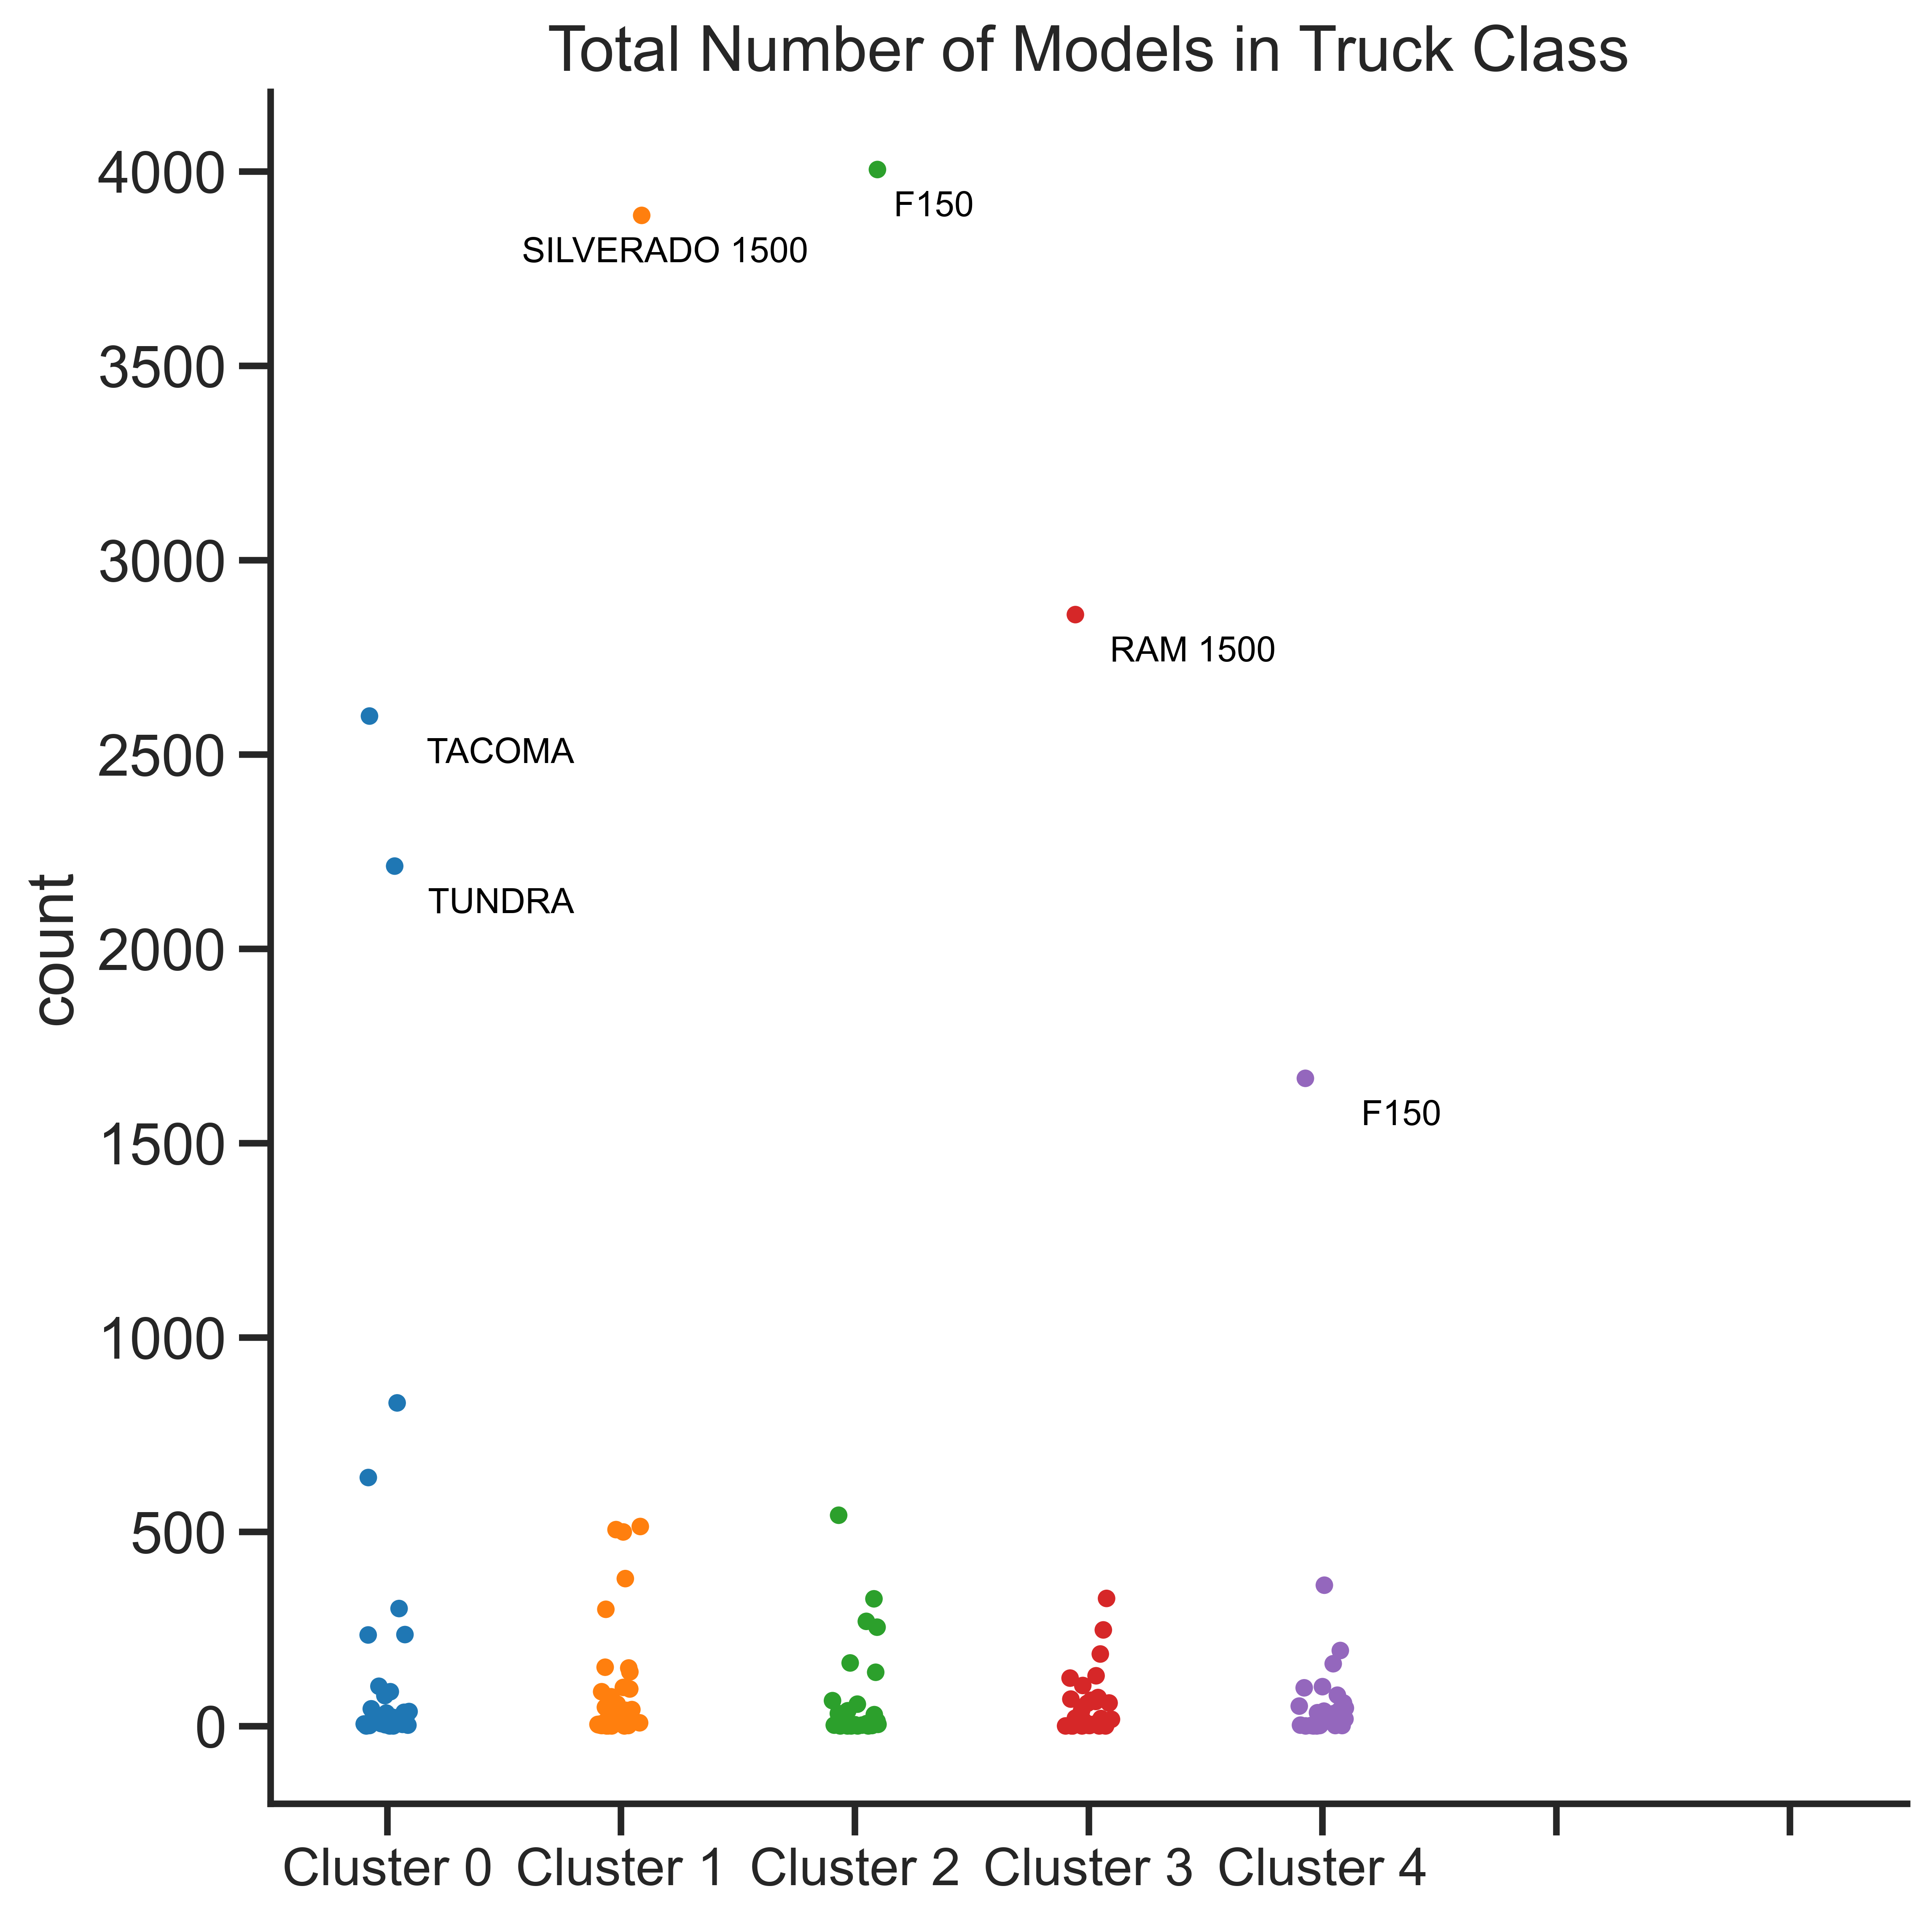 Total Number of Models in Truck Class
4000
F150
SILVERADO 1500
3500
3000
RAM 1500
2500
TACOMA
TUNDRA
2000
count
1500
F150
1000
500
0
Cluster 0 Cluster 1 Cluster 2 Cluster 3 Cluster 4